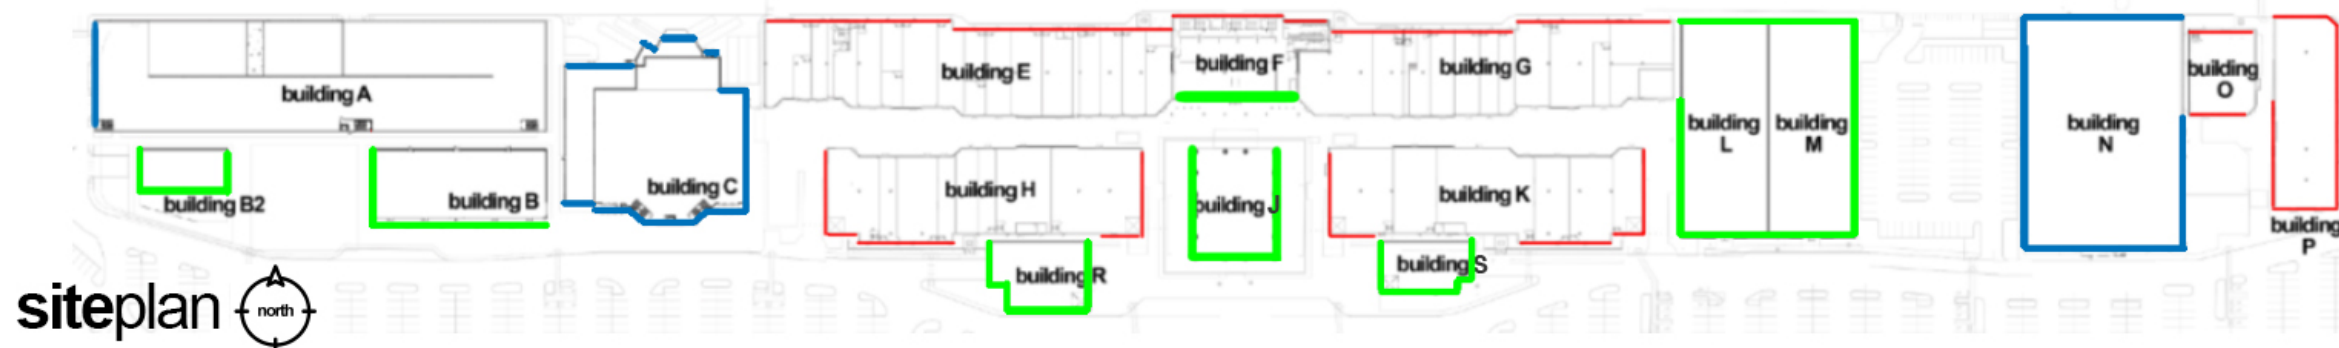 building A
building B2
building B
building C
building E
building F
building G
building H
building J
building K
building R
building S
building
L
building
M
building
N
building
O
building
P
siteplan
north